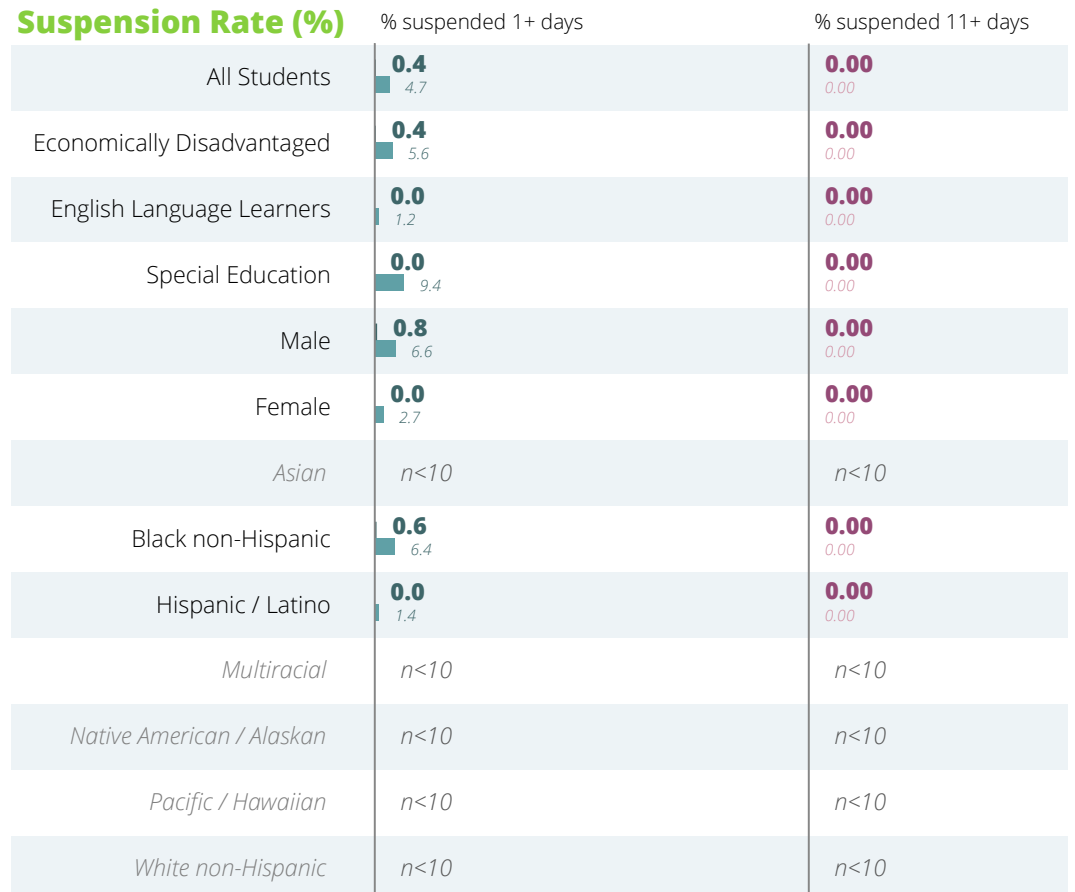 Suspension Rate (%) % suspended 1+ days % suspended 11+ days
All Students 0.4 4.7 0.00 0.00
Economically Disadvantaged 0.4 5.6 0.00 0.00
English Language Learners 0.0 1.2 0.00 0.00
Special Education 0.0 9.4 0.00 0.00
Male 0.8 6.6 0.00 0.00
Female 0.0 2.7 0.00 0.00
Asian n<10 n<10
Black non-Hispanic 0.6 6.4 0.00 0.00
Hispanic / Latino 0.0 1.4 0.00 0.00
Multiracial n<10 n<10
Native American / Alaskan n<10 n<10
Pacific / Hawaiian n<10 n<10
White non-Hispanic n<10 n<10